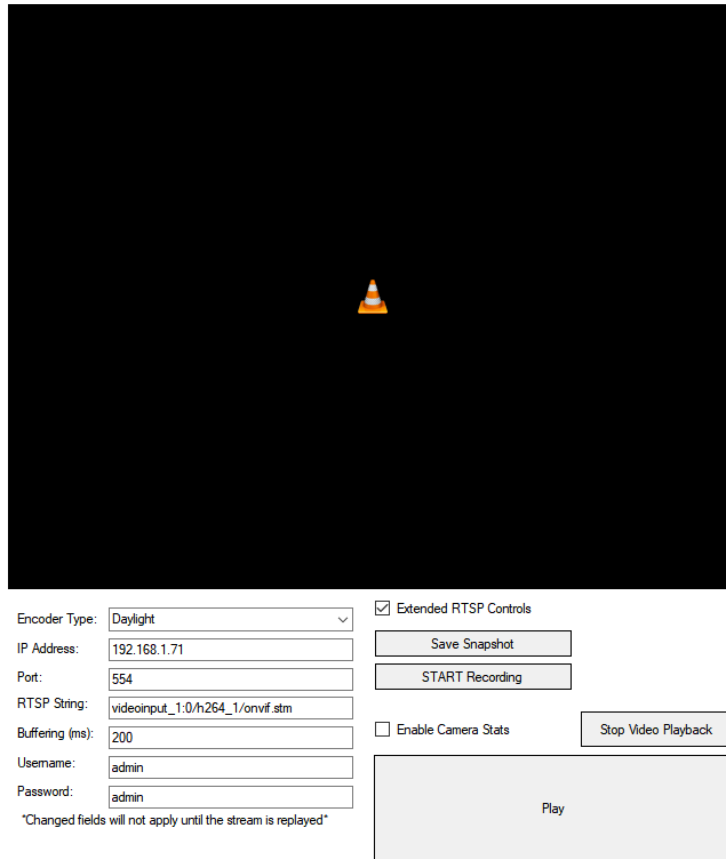 Encoder Type: Daylight
IP Address: 192.168.1.71
Port: 554
RTSP String: videoinput_1:0/h264_1/onvif.stm
Buffering (ms): 200
Username: admin
Password: admin
*Changed fields will not apply until the stream is replayed*
Extended RTSP Controls
Save Snapshot
START Recording
Enable Camera Stats
Stop Video Playback
Play